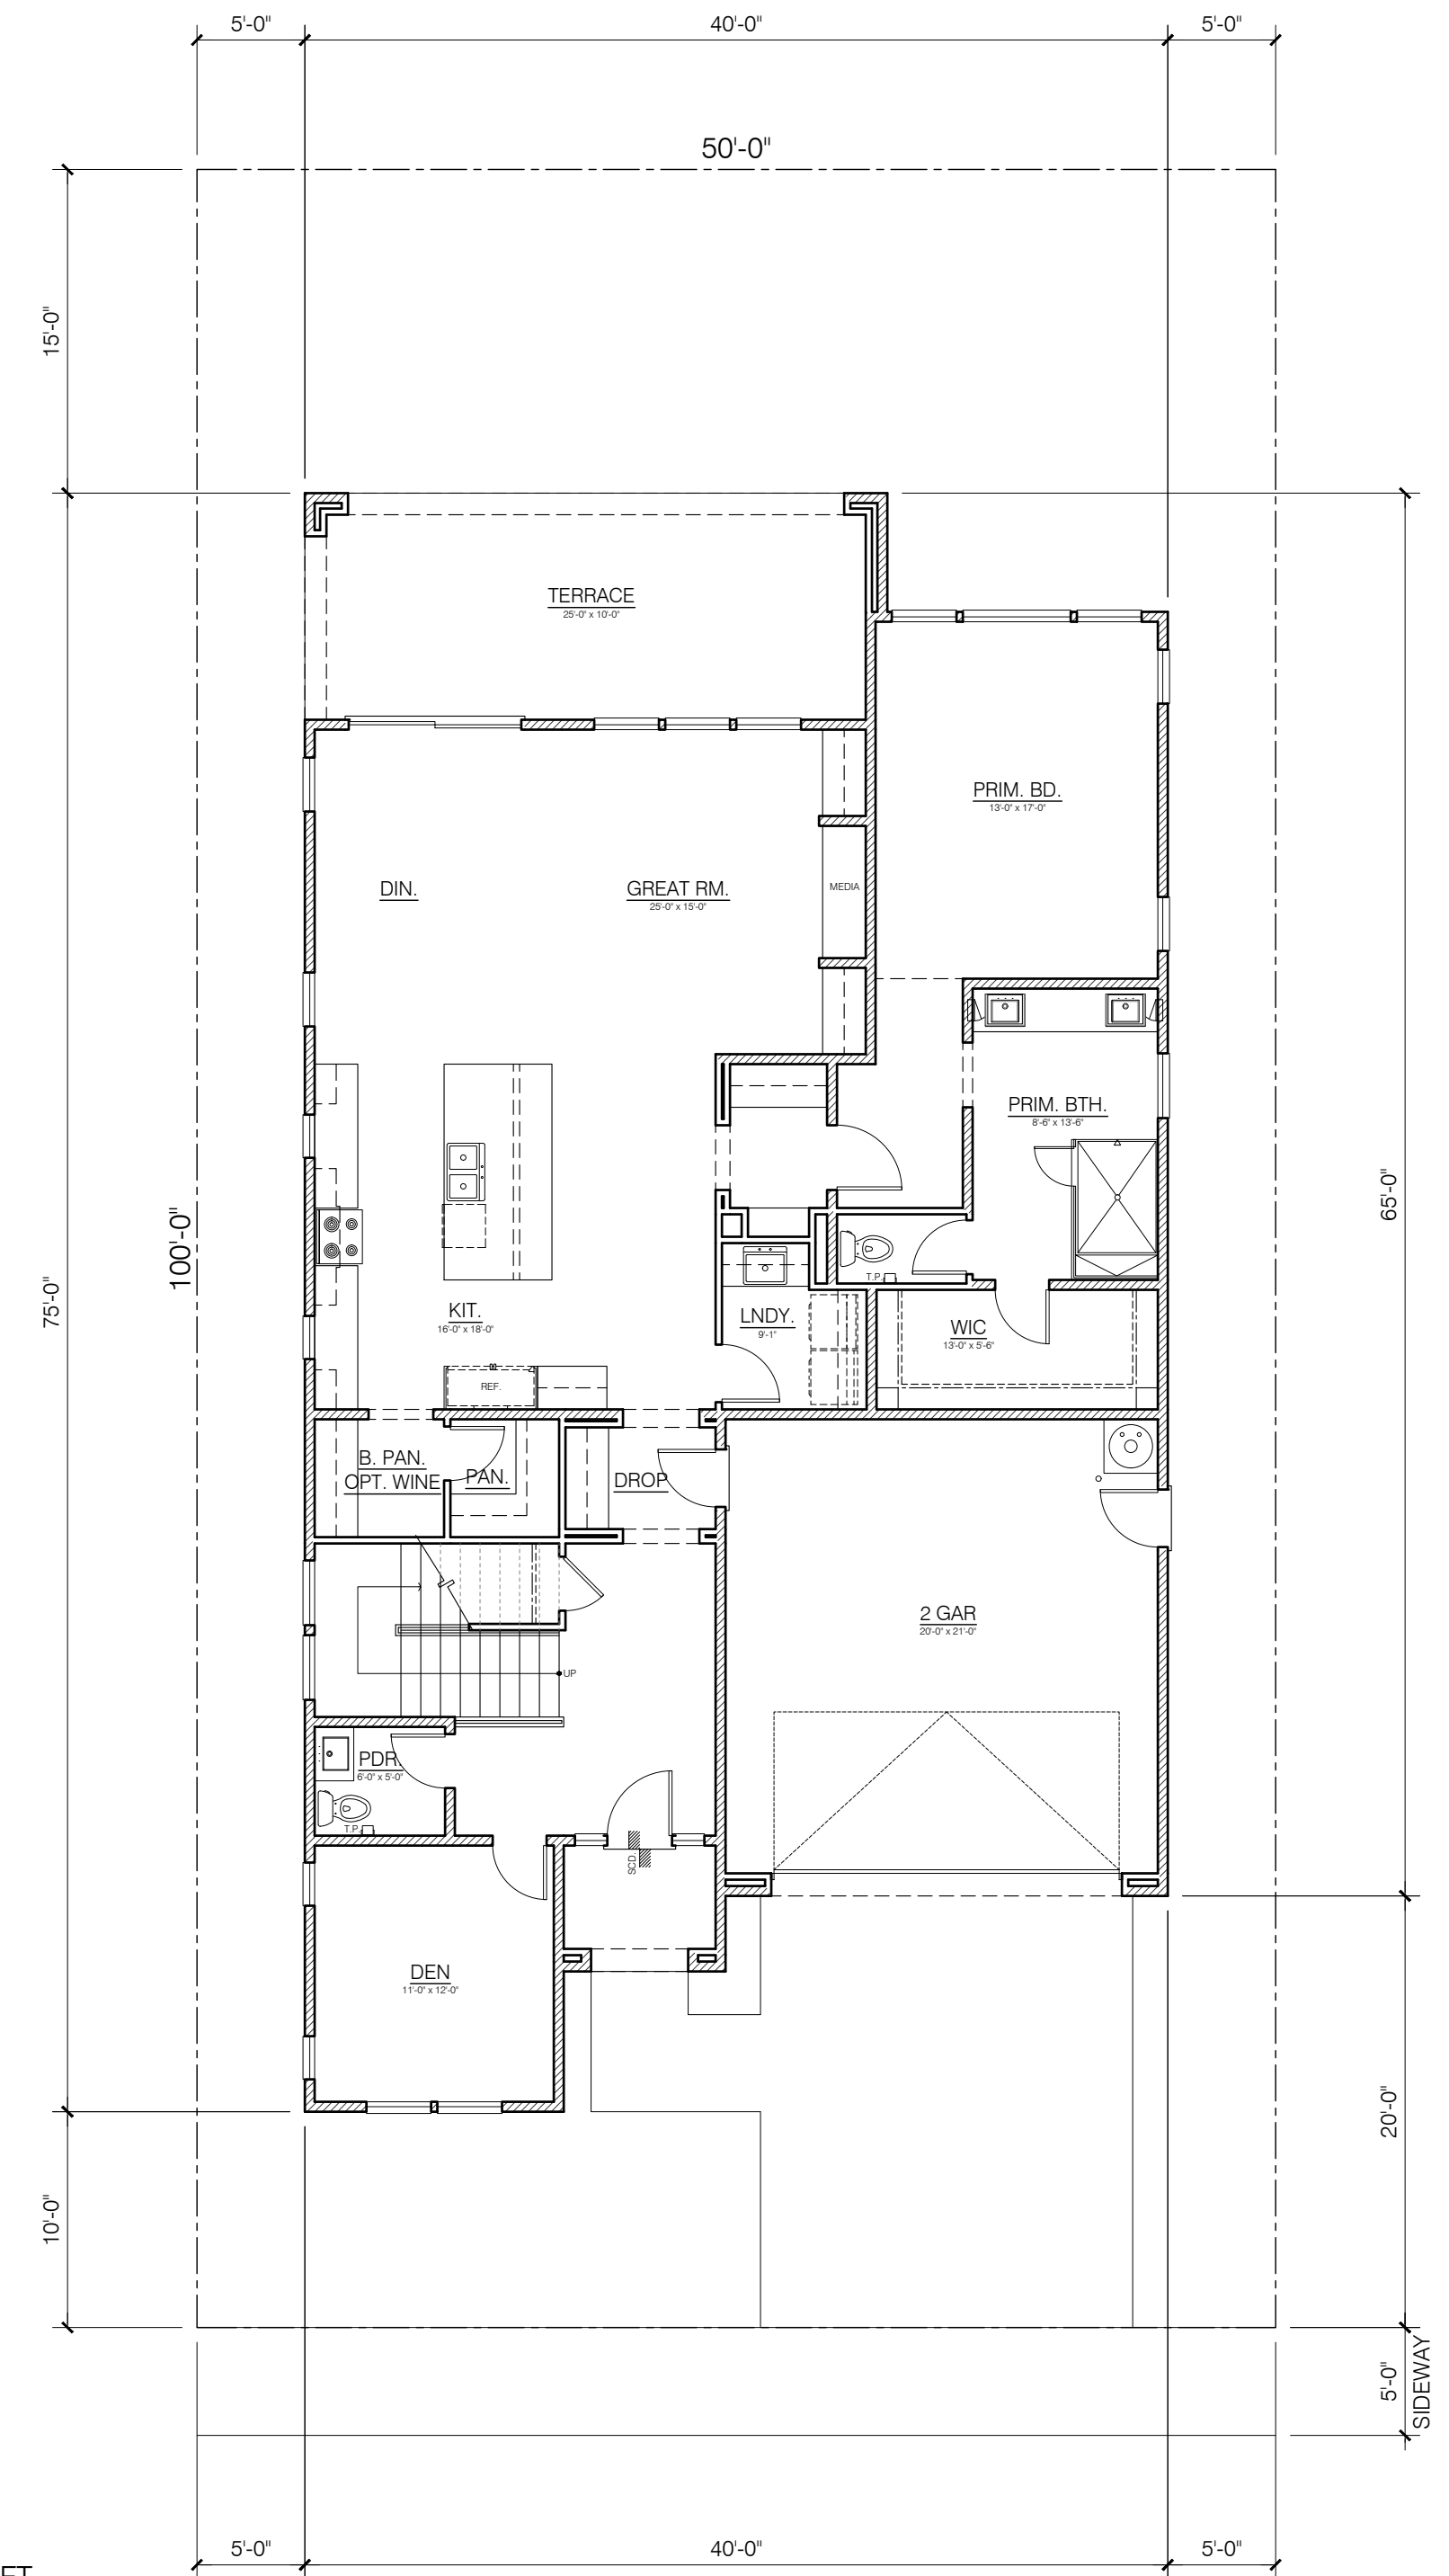 5'-0"
40'-0"
5'-0"
50'-0"
15'-0"
TERRACE
25'-0" x 10'-0"
PRIM. BD.
13'-0" x 17'-0"
DIN.
GREAT RM.
25'-0" x 15'-0"
MEDIA
PRIM. BTH.
8'-6" x 13'-6"
65'-0"
100'-0"
75'-0"
T.P.
KIT.
16'-0" x 18'-0"
LNDY.
9'-1"
WIC
13'-0" x 5'-6"
REF.
B. PAN.
OPT. WINE
PAN.
DROP
2 GAR
20'-0" x 21'-0"
UP
PDR.
6'-0" x 5'-0"
T.P.
SCD.
DEN
11'-0" x 12'-0"
20'-0"
10'-0"
5'-0"
SIDEWAY
5'-0"
40'-0"
5'-0"